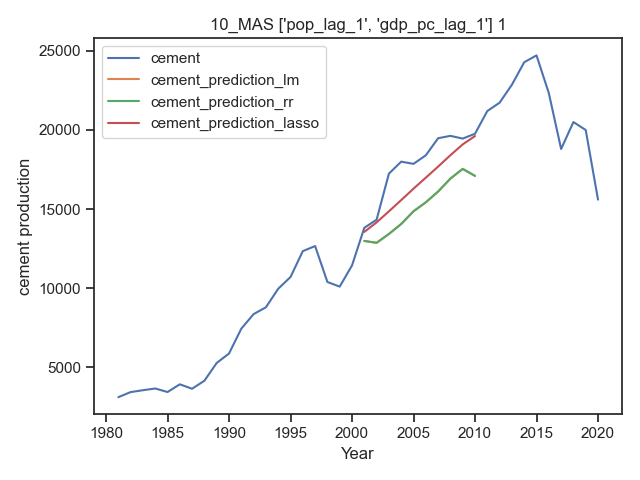 10_MAS ['pop_lag_1', 'gdp_pc_lag_1'] 1
cement
cement_prediction_lm
cement_prediction_rr
cement_prediction_lasso
cement production
25000
20000
15000
10000
5000
1980 1985 1990 1995 2000 2005 2010 2015 2020
Year